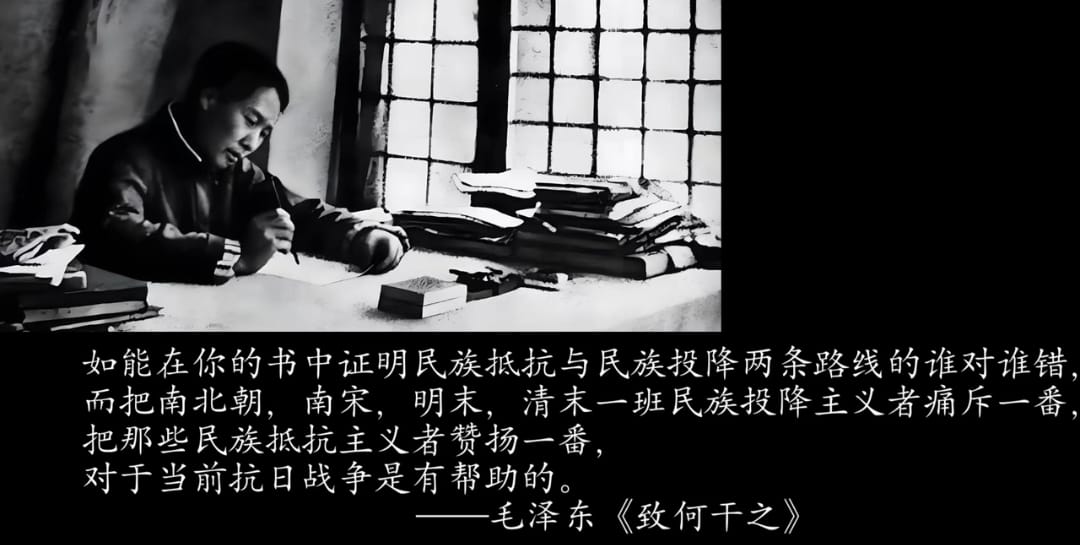 如能在你的书中证明民族抵抗与民族投降两条路线的谁对谁错,
而把南北朝, 南宋, 明末, 清末一班民族投降主义者痛斥一番,
把那些民族抵抗主义者赞扬一番,
对于当前抗日战争是有帮助的。
——毛泽东《致何干之》